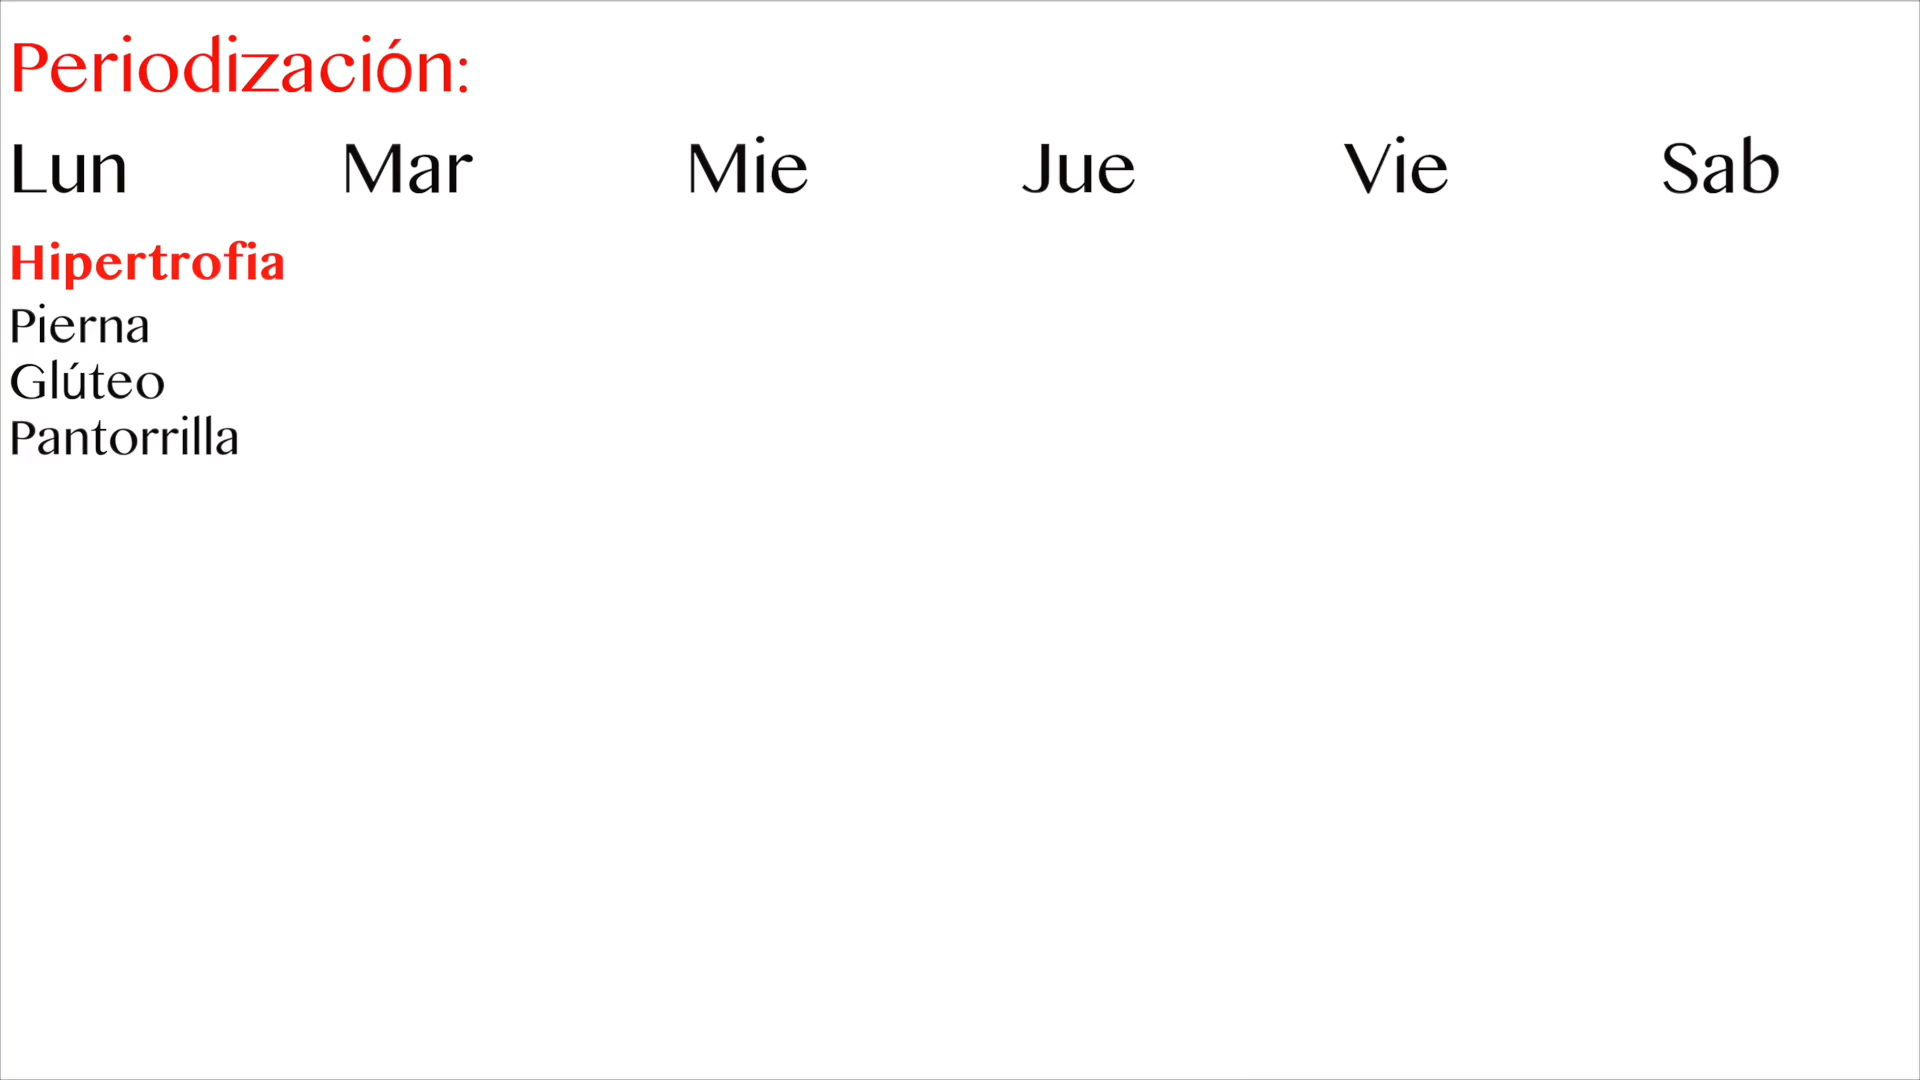 Periodización:
Lun Mar Mie Jue Vie Sab
Hipertrofia
Pierna
Glúteo
Pantorrilla